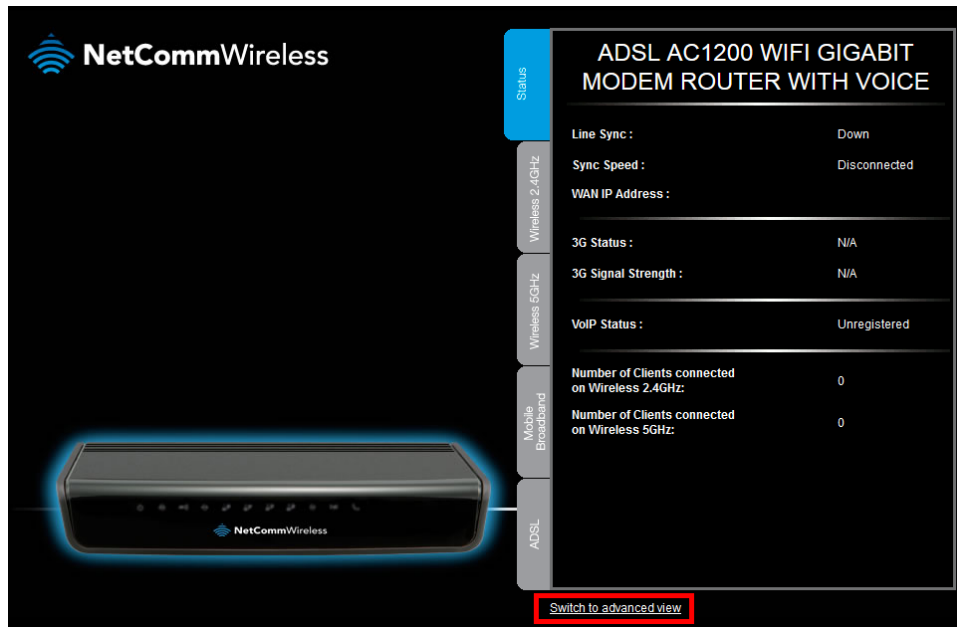 NetCommWireless
Status
Wireless 2.4GHz
Wireless 5GHz
Mobile
Broadband
ADSL
ADSL AC1200 WIFI GIGABIT
MODEM ROUTER WITH VOICE
Line Sync : Down
Sync Speed : Disconnected
WAN IP Address :
3G Status : N/A
3G Signal Strength : N/A
VoIP Status : Unregistered
Number of Clients connected
on Wireless 2.4GHz: 0
Number of Clients connected
on Wireless 5GHz: 0
NetCommWireless
Switch to advanced view